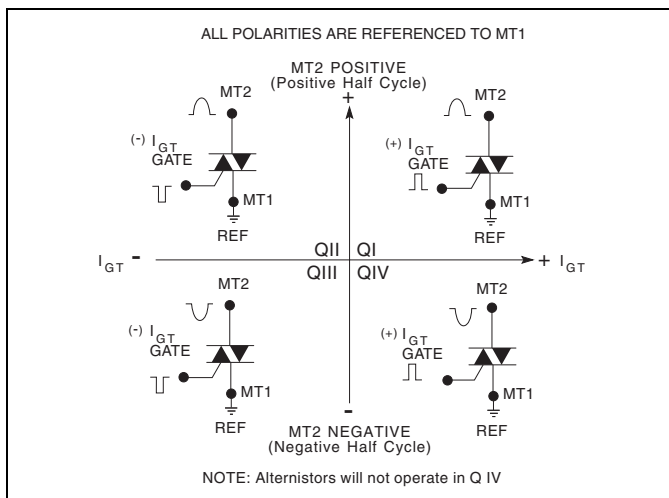 ALL POLARITIES ARE REFERENCED TO MT1
MT2 POSITIVE
(Positive Half Cycle)
+
MT2
(-) IGT
GATE
MT1
REF
MT2
(+) IGT
GATE
MT1
REF
IGT -
QII QI
QIII QIV
+ IGT
MT2
(-) IGT
GATE
MT1
REF
MT2
(+) IGT
GATE
MT1
REF
-
MT2 NEGATIVE
(Negative Half Cycle)
NOTE: Alternistors will not operate in Q IV